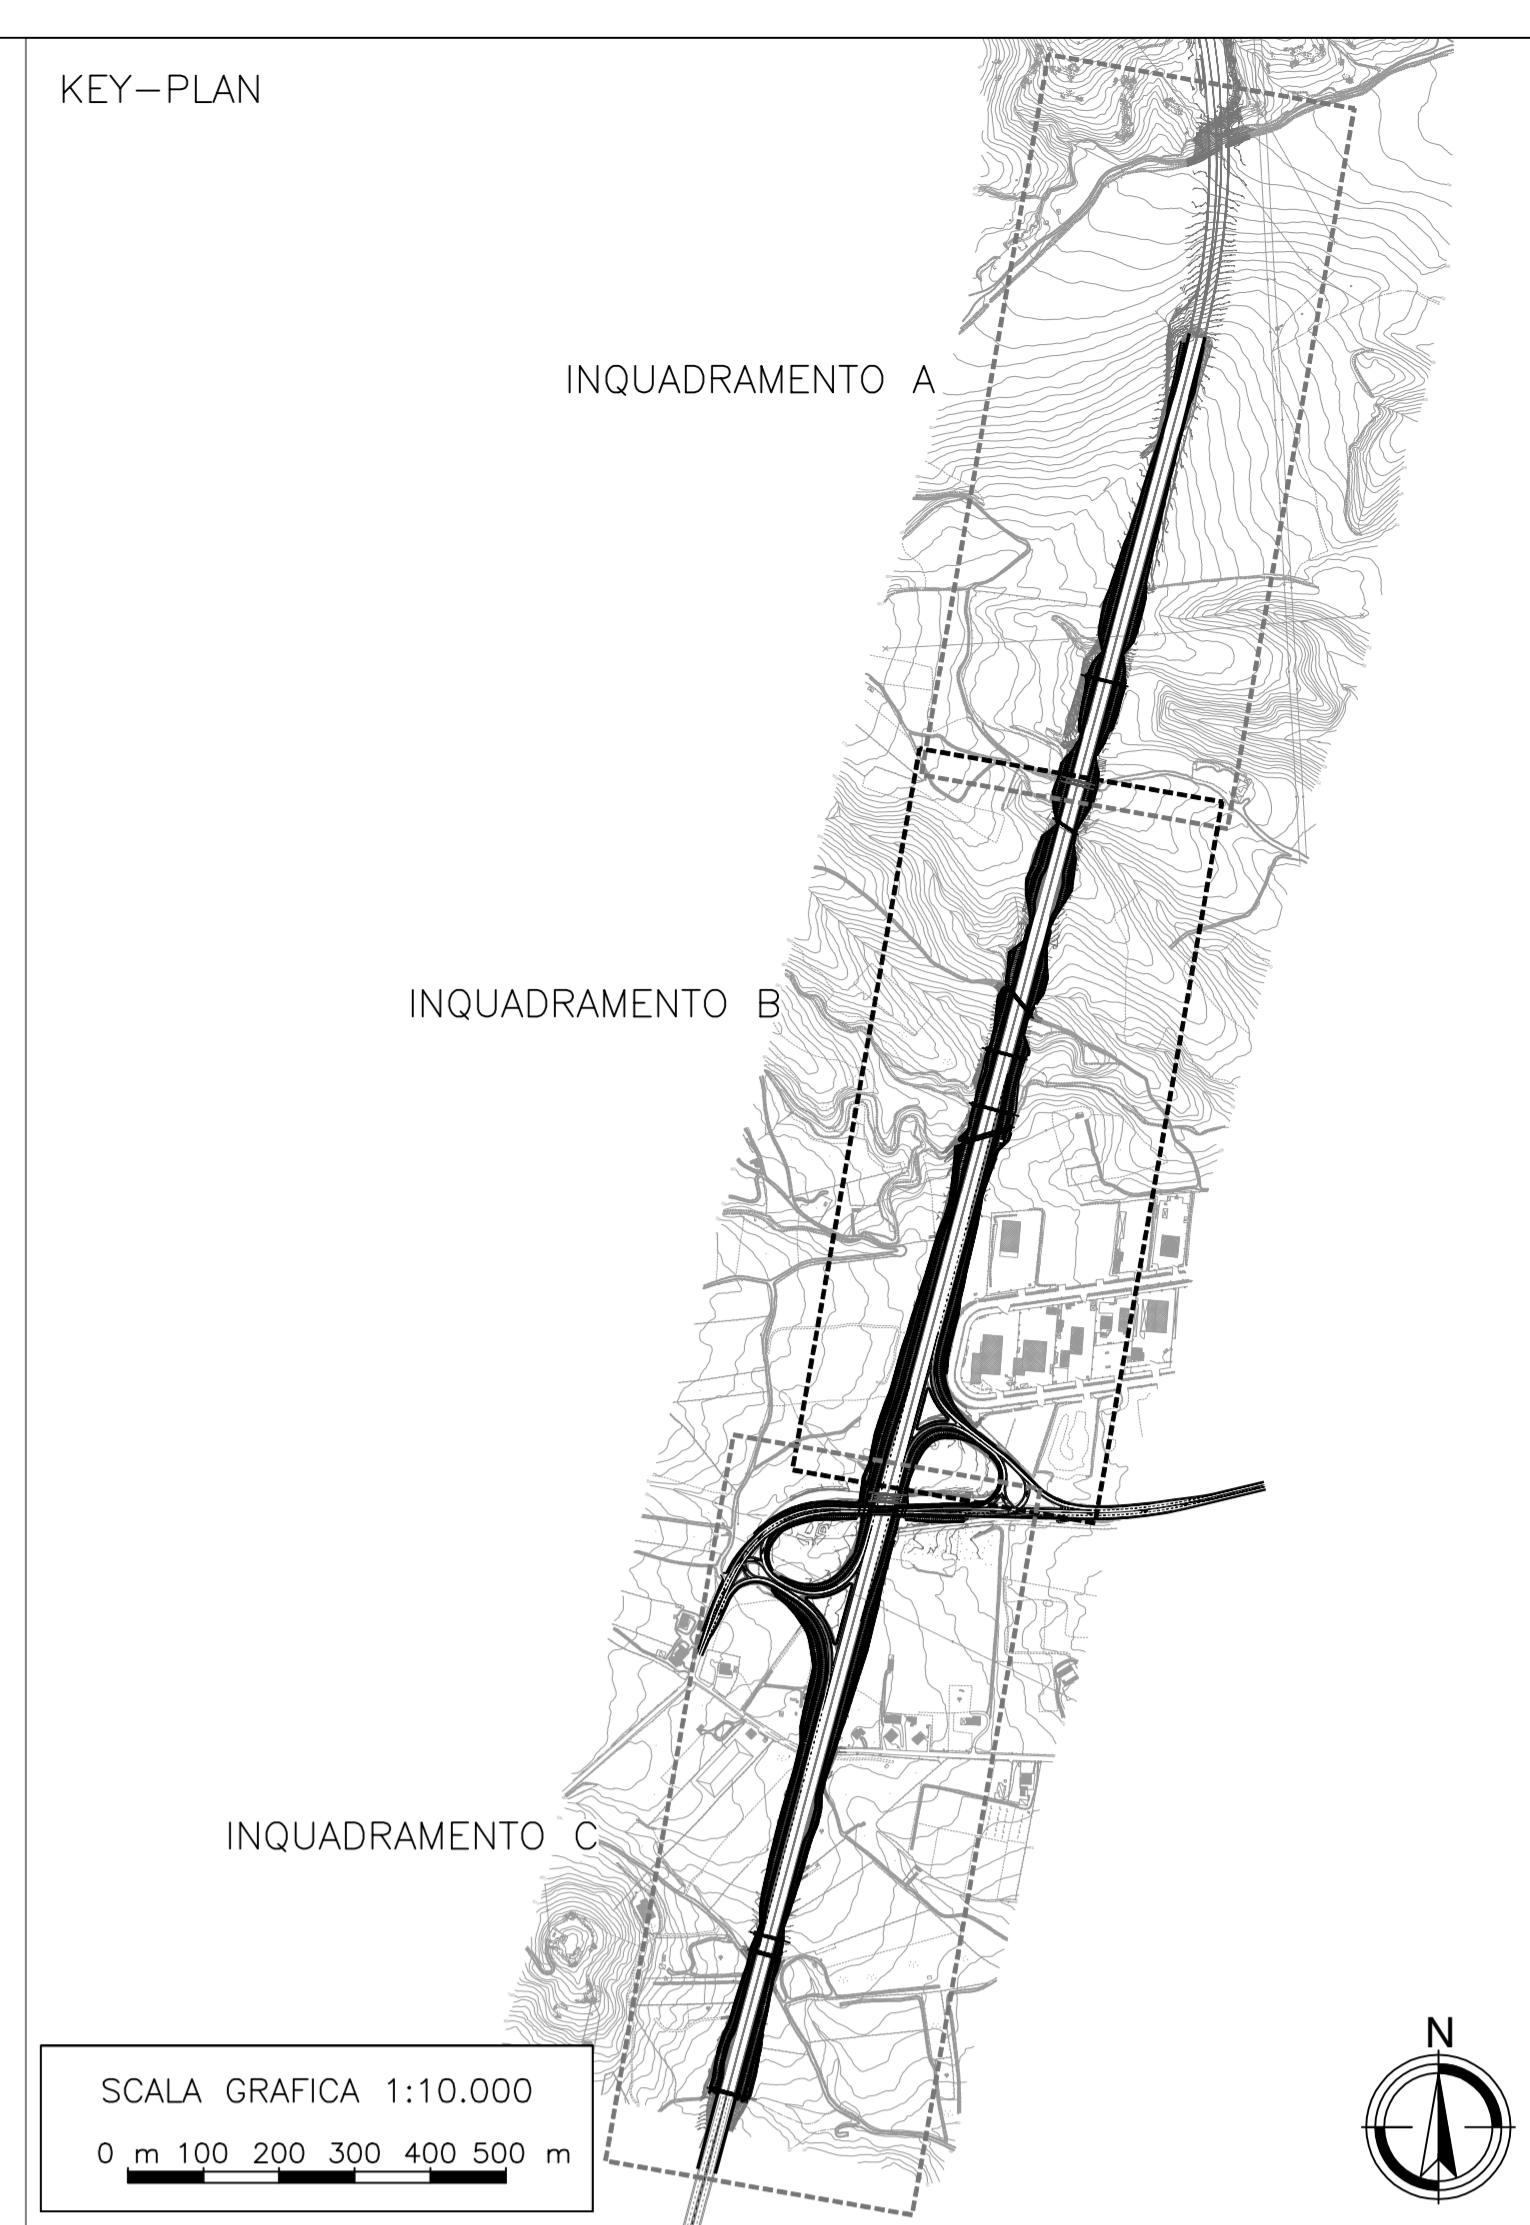 KEY-PLAN
INQUADRAMENTO A
INQUADRAMENTO B
INQUADRAMENTO C
N
SCALA GRAFICA 1:10.000
0 m 100 200 300 400 500 m